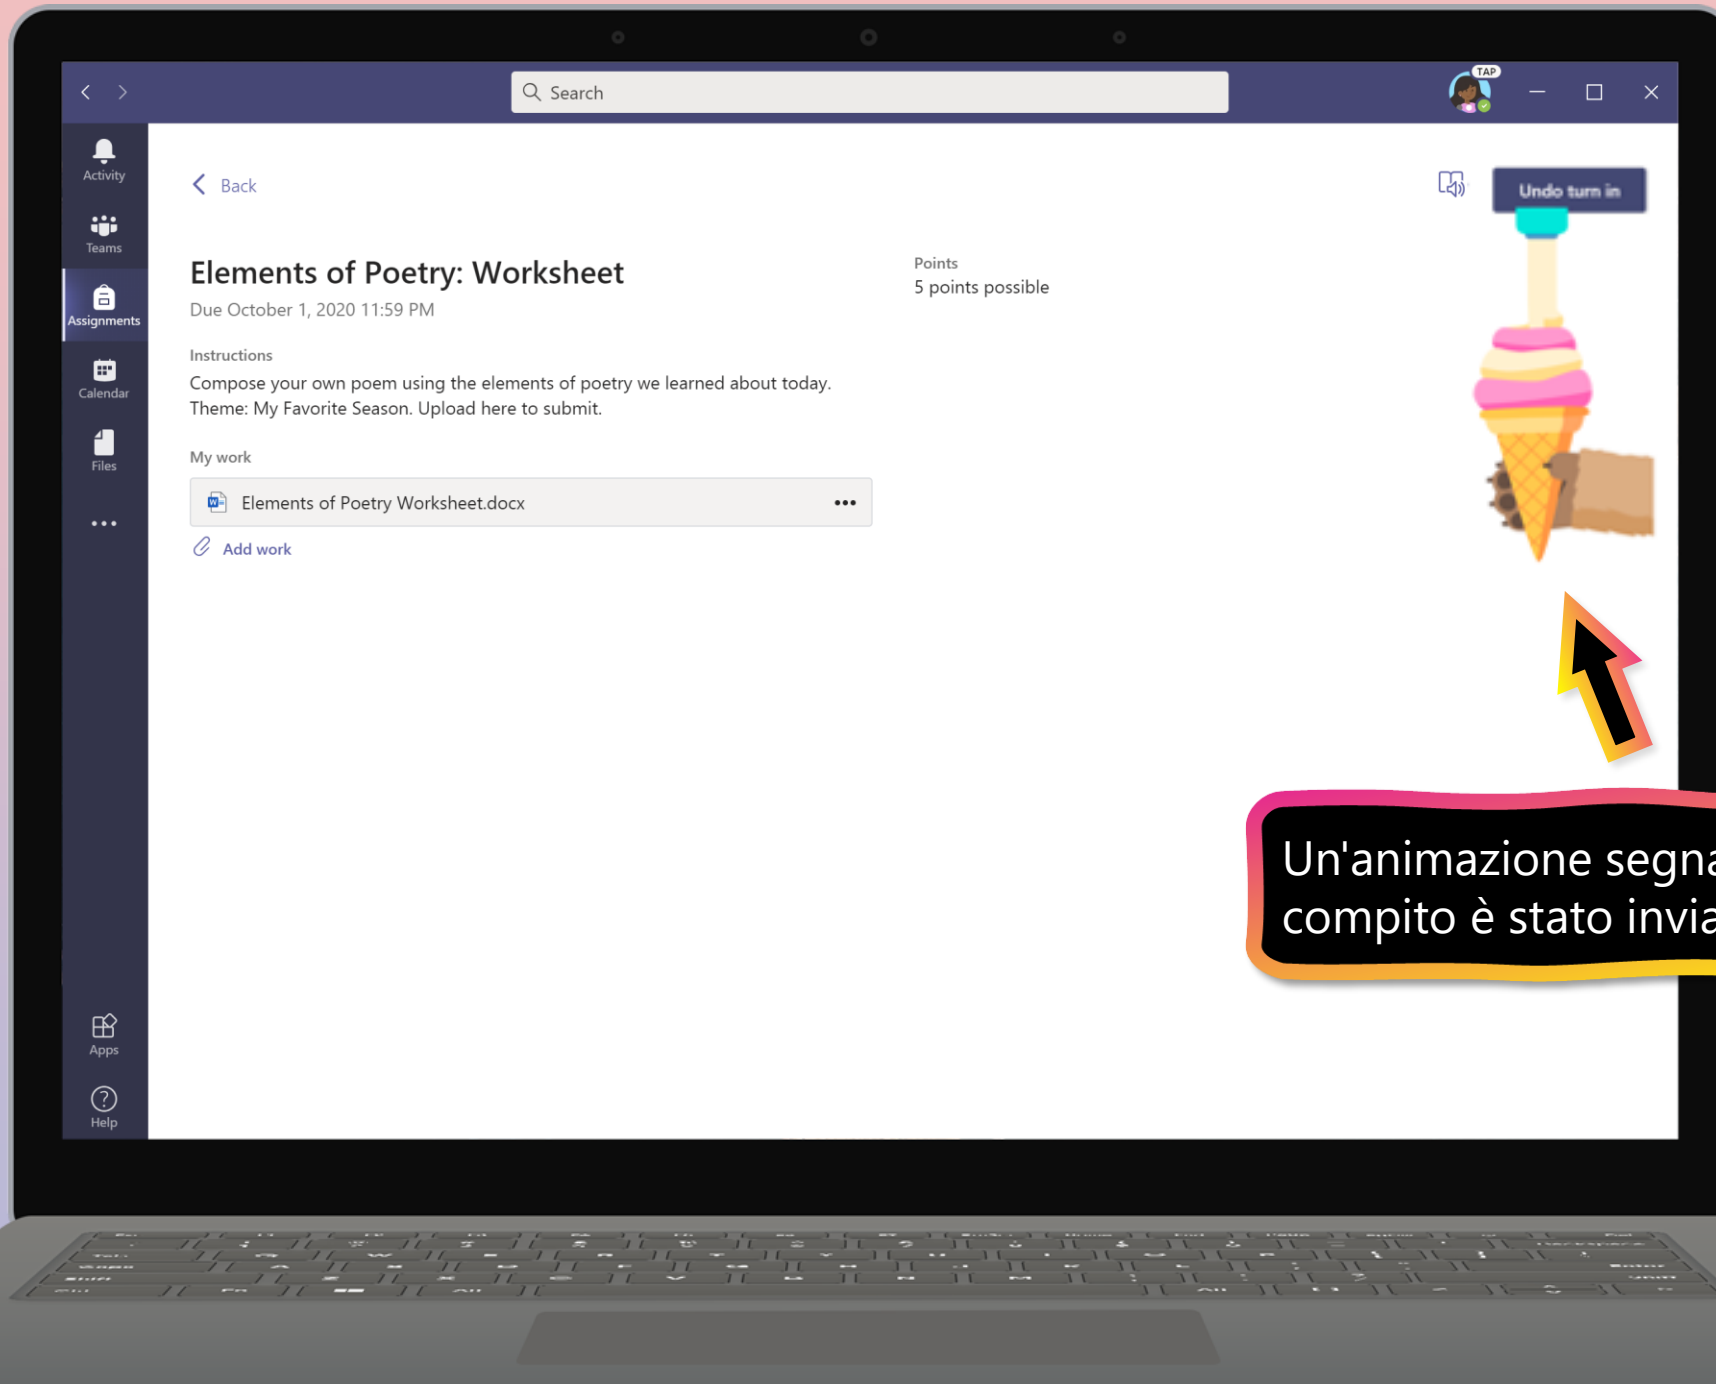 Search
TAP
Activity
Teams
Assignments
Calendar
Files
Apps
Help
Back
Undo turn in
Elements of Poetry: Worksheet
Due October 1, 2020 11:59 PM
Points
5 points possible
Instructions
Compose your own poem using the elements of poetry we learned about today.
Theme: My Favorite Season. Upload here to submit.
My work
Elements of Poetry Worksheet.docx
Add work
Un'animazione segna
compito è stato invia